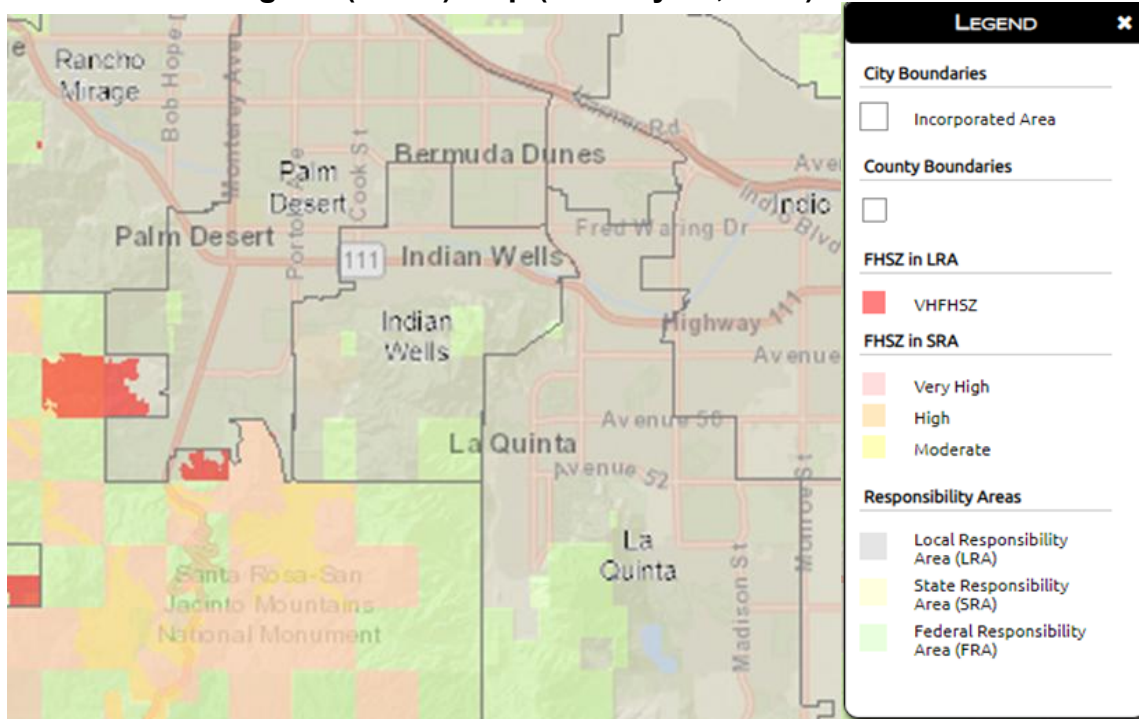 Rancho
Mirage
Bob Hope
Monterey Ave
Palm
Desert
Cook St
Bermuda Dunes
Indio
Indio Blvd
Fred Waring Dr
Palm Desert
111
Indian Wells
Indian
Wells
Highway 111
Avenue
Avenue 50
La Quinta
Avenue 52
La
Quinta
Madison St
Monroe St
Santa Rosa-San
Jacinto Mountains
National Monument
LEGEND
City Boundaries
Incorporated Area
County Boundaries
FHSZ in LRA
VHFHSZ
FHSZ in SRA
Very High
High
Moderate
Responsibility Areas
Local Responsibility
Area (LRA)
State Responsibility
Area (SRA)
Federal Responsibility
Area (FRA)